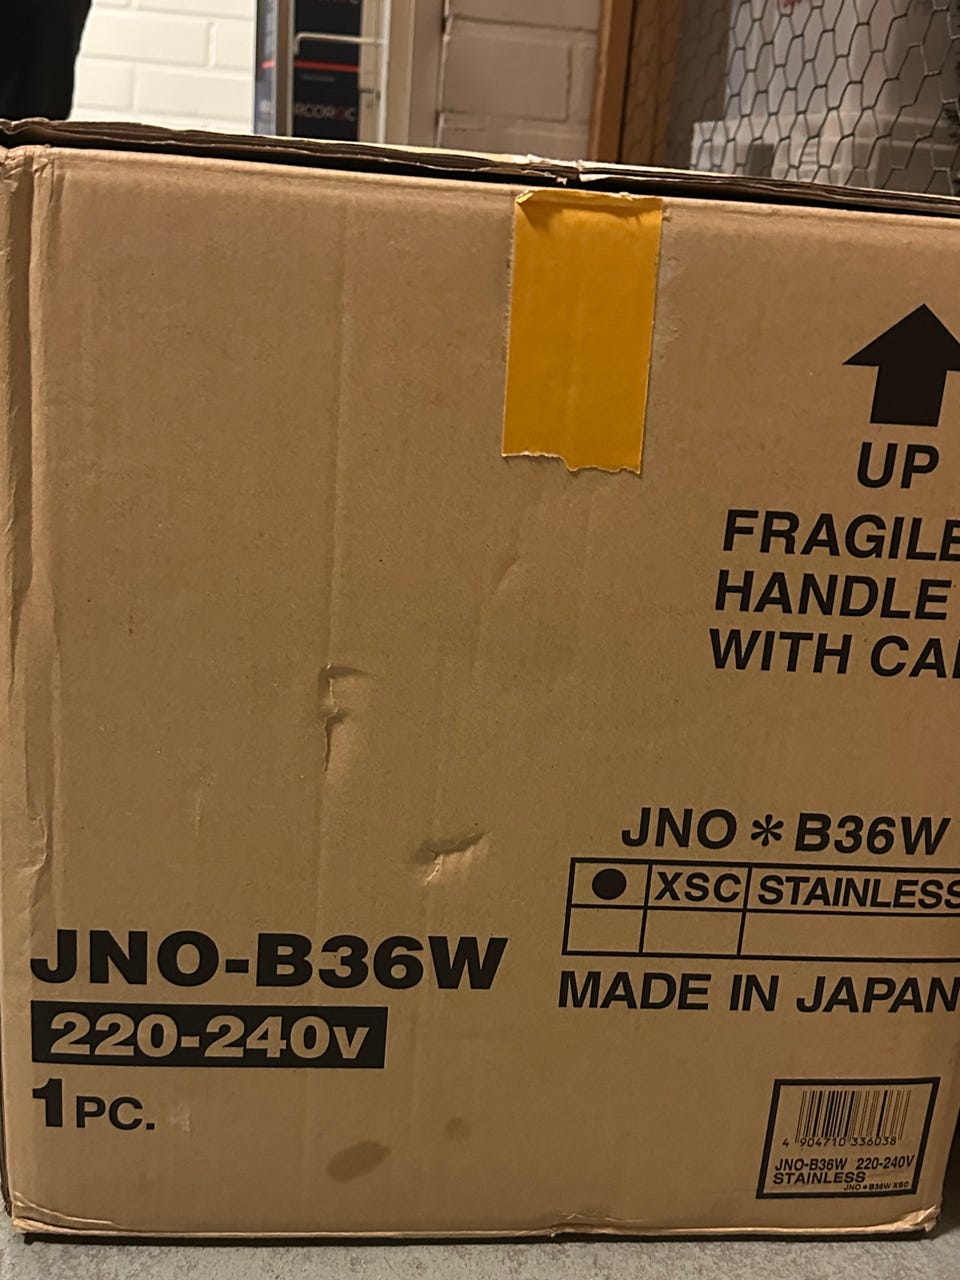 UP
FRAGILE
HANDLE
WITH
JNO*B36W
● XSC STAINLESS
MADE IN JAPAN
JNO-B36W
220-240V
1PC.
4 904710 336038
JNO-B36W 220-240V
STAINLESS
JNO*B36W XSC